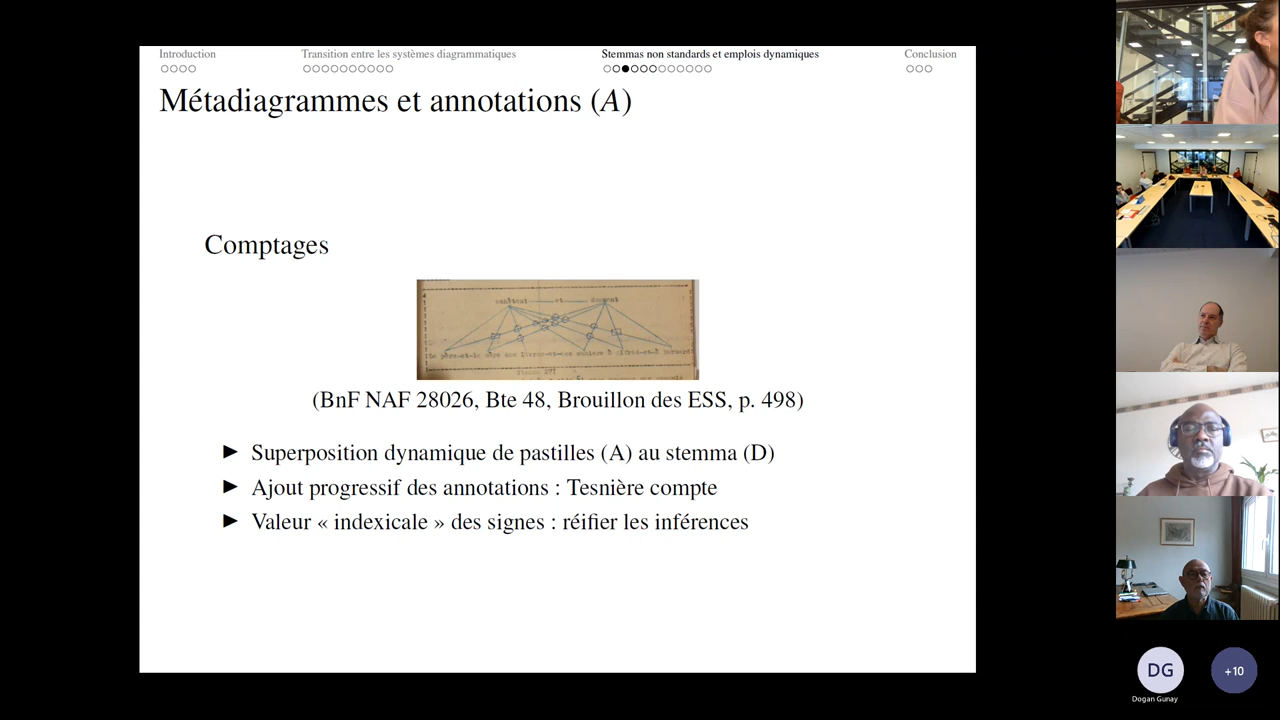 Introduction
Transition entre les systèmes diagrammatiques
Stemmas non standards et emplois dynamiques
Conclusion
Métadiagrammes et annotations (A)
Comptages
et donnent
(BnF NAF 28026, Bte 48, Brouillon des ESS, p. 498)
► Superposition dynamique de pastilles (A) au stemma (D)
► Ajout progressif des annotations : Tesnière compte
► Valeur « indexicale » des signes : réifier les inférences
DG
+10
Dogan Gunay